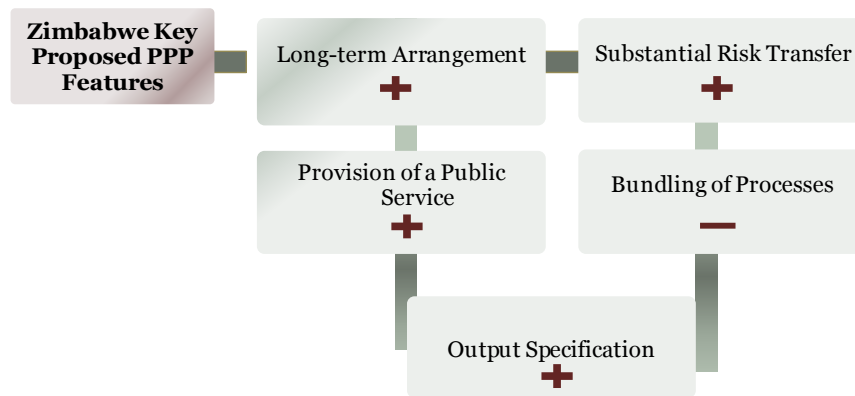 Zimbabwe Key
Proposed PPP
Features
Long-term Arrangement
+
Substantial Risk Transfer
+
Provision of a Public
Service
+
Bundling of Processes
−
Output Specification
+